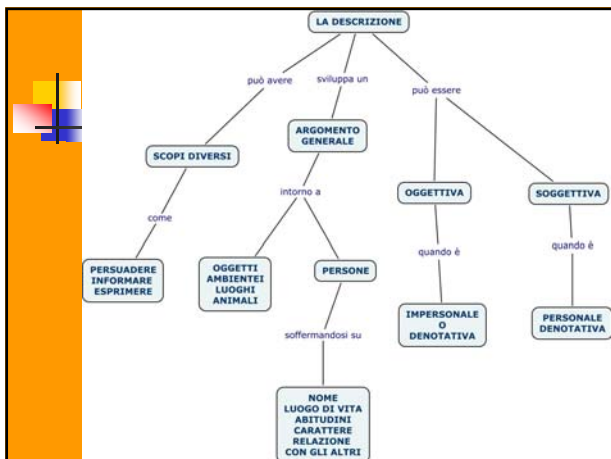 LA DESCRIZIONE
può avere
sviluppa un
può essere
SCOPI DIVERSI
ARGOMENTO
GENERALE
OGGETTIVA
SOGGETTIVA
come
intorno a
quando è
quando è
PERSUADERE
INFORMARE
ESPRIMERE
OGGETTI
AMBIENTEI
LUOGHI
ANIMALI
PERSONE
IMPERSONALE
O
DENOTATIVA
PERSONALE
DENOTATIVA
soffermandosi su
NOME
LUOGO DI VITA
ABITUDINI
CARATTERE
RELAZIONE
CON GLI ALTRI